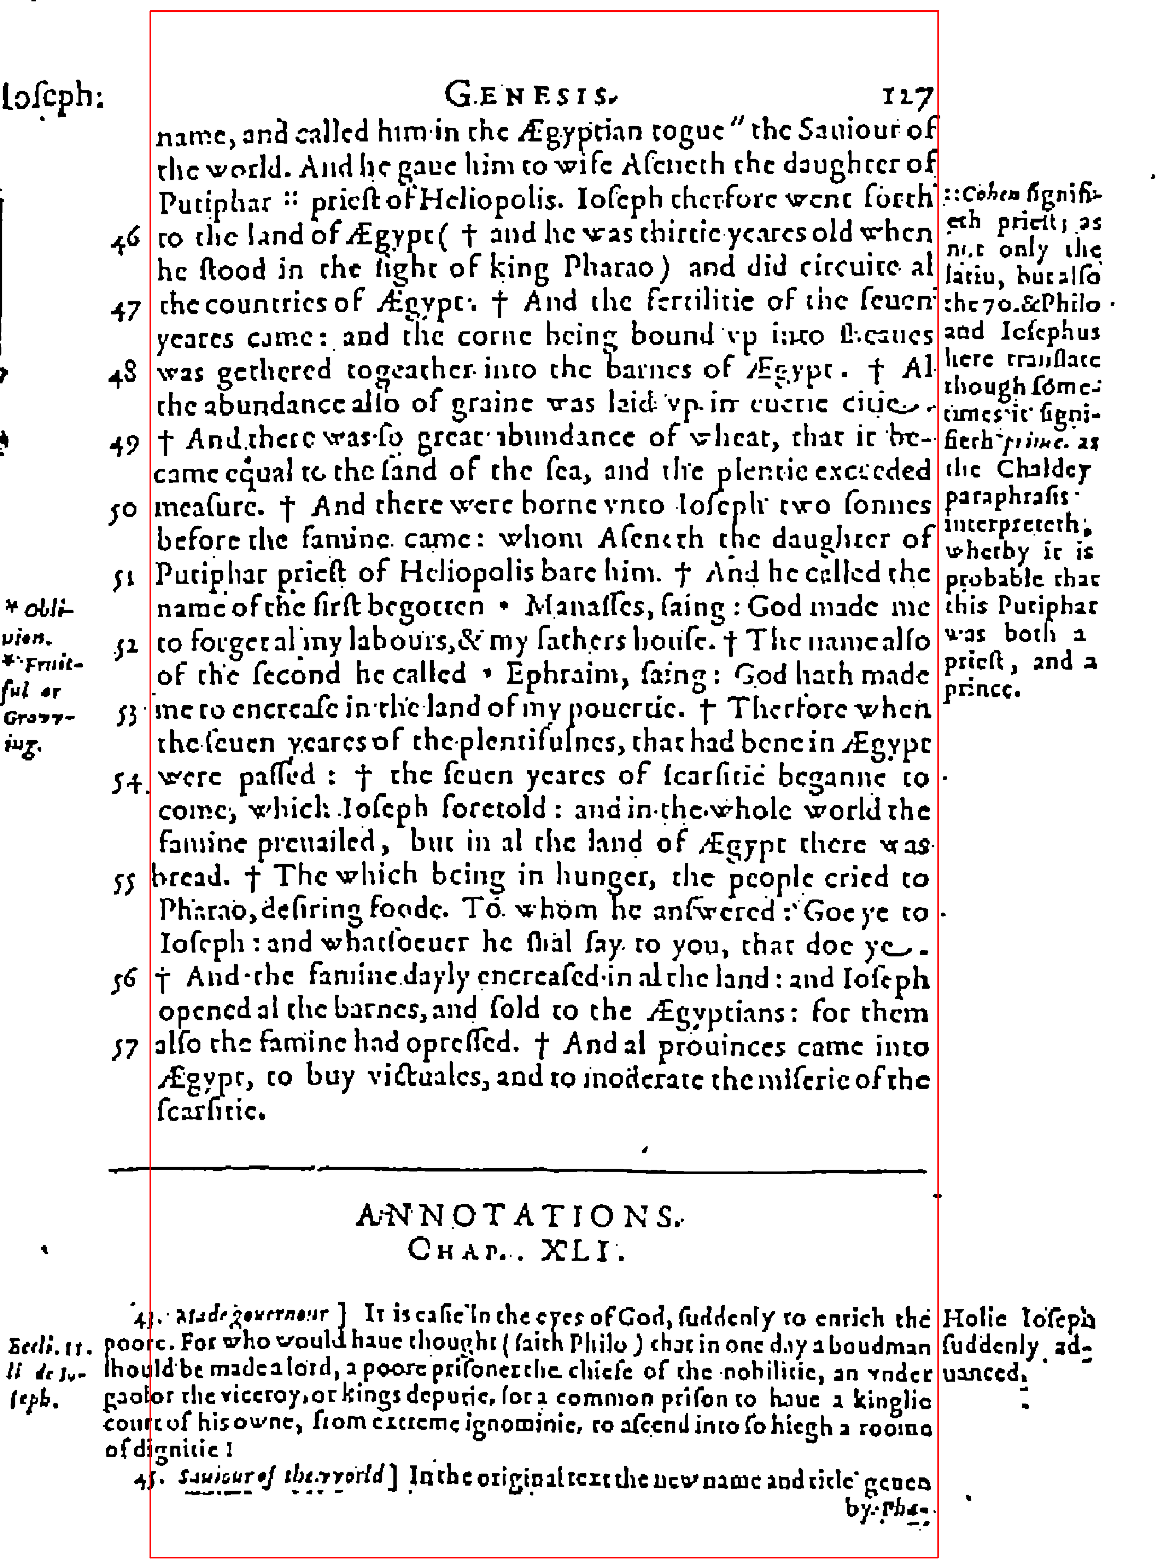 Ioſeph:
GENESIS.
127
name, and called him in the Ægyptian togue " the Sauiour of
the world. And he gaue him to wife Aſeneth the daughter of
Putiphar :: prieſt of Heliopolis. Ioſeph therfore went forth
46 to the land of Ægypt ( † and he was thirtie yeares old when
he ſtood in the ſight of king Pharao) and did circuite al
47 the countries of Ægypt. † And the fertilitie of the ſeuen
yeares came: and the corne being bound vp into ſheaues
48 was gethered togeather into the barnes of Ægypt. † Al
the abundance alſo of graine was laid vp in euerie citie.
49 † And there was ſo great abundance of wheat, that it be-
came equal to the ſand of the ſea, and the plentie exceeded
50 meaſure. † And there were borne vnto Ioſeph two ſonnes
before the famine came: whom Aſeneth the daughter of
51 Putiphar prieſt of Heliopolis bare him. † And he called the
name of the firſt begotten * Manaſſes, ſaing: God made me
52 to forget al my labours, & my fathers houſe. † The name alſo
of the ſecond he called * Ephraim, ſaing: God hath made
53 me to encreaſe in the land of my pouertie. † Therfore when
the ſeuen yeares of the plentifulnes, that had bene in Ægypt
54 were paſſed: † the ſeuen yeares of ſcarſitie beganne to
come, which Ioſeph foretold: and in the whole world the
famine preuailed, but in al the land of Ægypt there was
55 bread. † The which being in hunger, the people cried to
Pharao, deſiring foode. To whom he anſwered: Goe ye to
Ioſeph: and whatſoeuer he ſhal ſay to you, that doe ye.
56 † And the famine dayly encreaſed in al the land: and Ioſeph
opened al the barnes, and ſold to the Ægyptians: for them
57 alſo the famine had opreſſed. † And al prouinces came into
Ægypt, to buy victuales, and to moderate the miſerie of the
ſcarſitie.
::Cohen ſignifi-
eth prieſt, as
not only the
latiu, but alſo
the 70. & Philo
and Ioſephus
here tranſlate
though ſome-
times it ſigni-
fieth prince. as
the Chaldey
paraphraſis
interpreteth,
wherby it is
probable that
this Putiphar
was both a
prieſt, and a
prince.
* Obli-
uion.
* Fruit-
ful or
Grovv-
ing.
ANNOTATIONS.
CHAP. XLI.
43. Made gouernour ] It is eaſie in the eyes of God, ſuddenly to enrich the
poore. For who would haue thought (ſaith Philo) that in one day a boudman
ſhould be made a lord, a poore priſoner the chiefe of the nobilitie, an vnder
gaolor the viceroy, or kings deputie, for a common priſon to haue a kinglie
court of his owne, from extreme ignominie, to aſcend into ſo hiegh a roome
of dignitie!
45. Sauiour of the vvorld ] In the original text the new name and title geuen
by Pha-
Eccli. 11.
li de Io-
ſeph.
Holie Ioſeph
ſuddenly ad-
uanced.